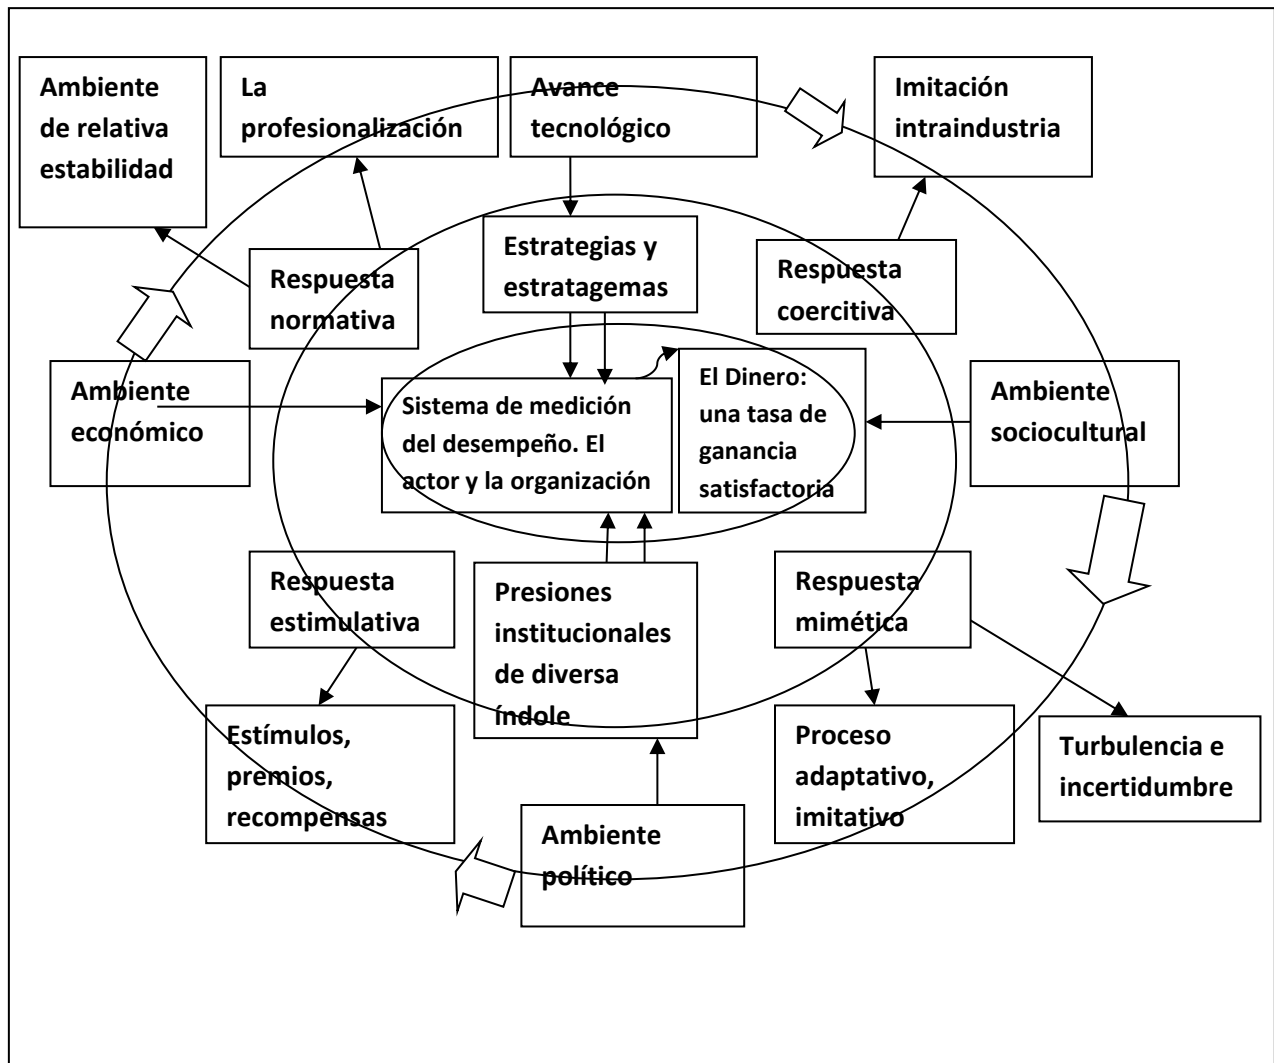 Ambiente
de relativa
estabilidad
La
profesionalización
Avance
tecnológico
Imitación
intraindustria
Respuesta
normativa
Estrategias y
estratagemas
Respuesta
coercitiva
Ambiente
económico
Sistema de medición
del desempeño. El
actor y la organización
El Dinero:
una tasa de
ganancia
satisfactoria
Ambiente
sociocultural
Respuesta
estimulativa
Presiones
institucionales
de diversa
índole
Respuesta
mimética
Estímulos,
premios,
recompensas
Proceso
adaptativo,
imitativo
Turbulencia e
incertidumbre
Ambiente
político